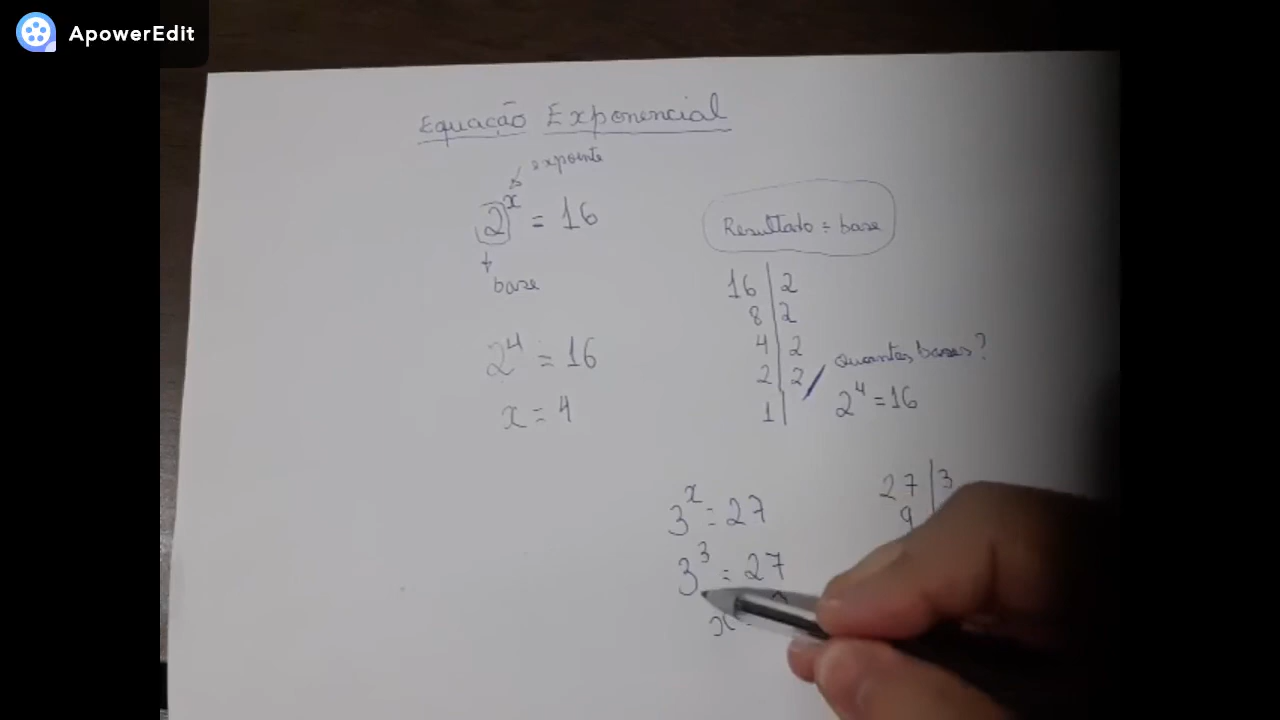 ApowerEdit
Equação Exponencial
expoente
2^x = 16
base
2^4 = 16
x = 4
Resultado ÷ base
16 | 2
8 | 2
4 | 2
2 | 2
1 |
Quantas bases?
2^4 = 16
3^x = 27
3^3 = 27
x =
27 | 3
9 |